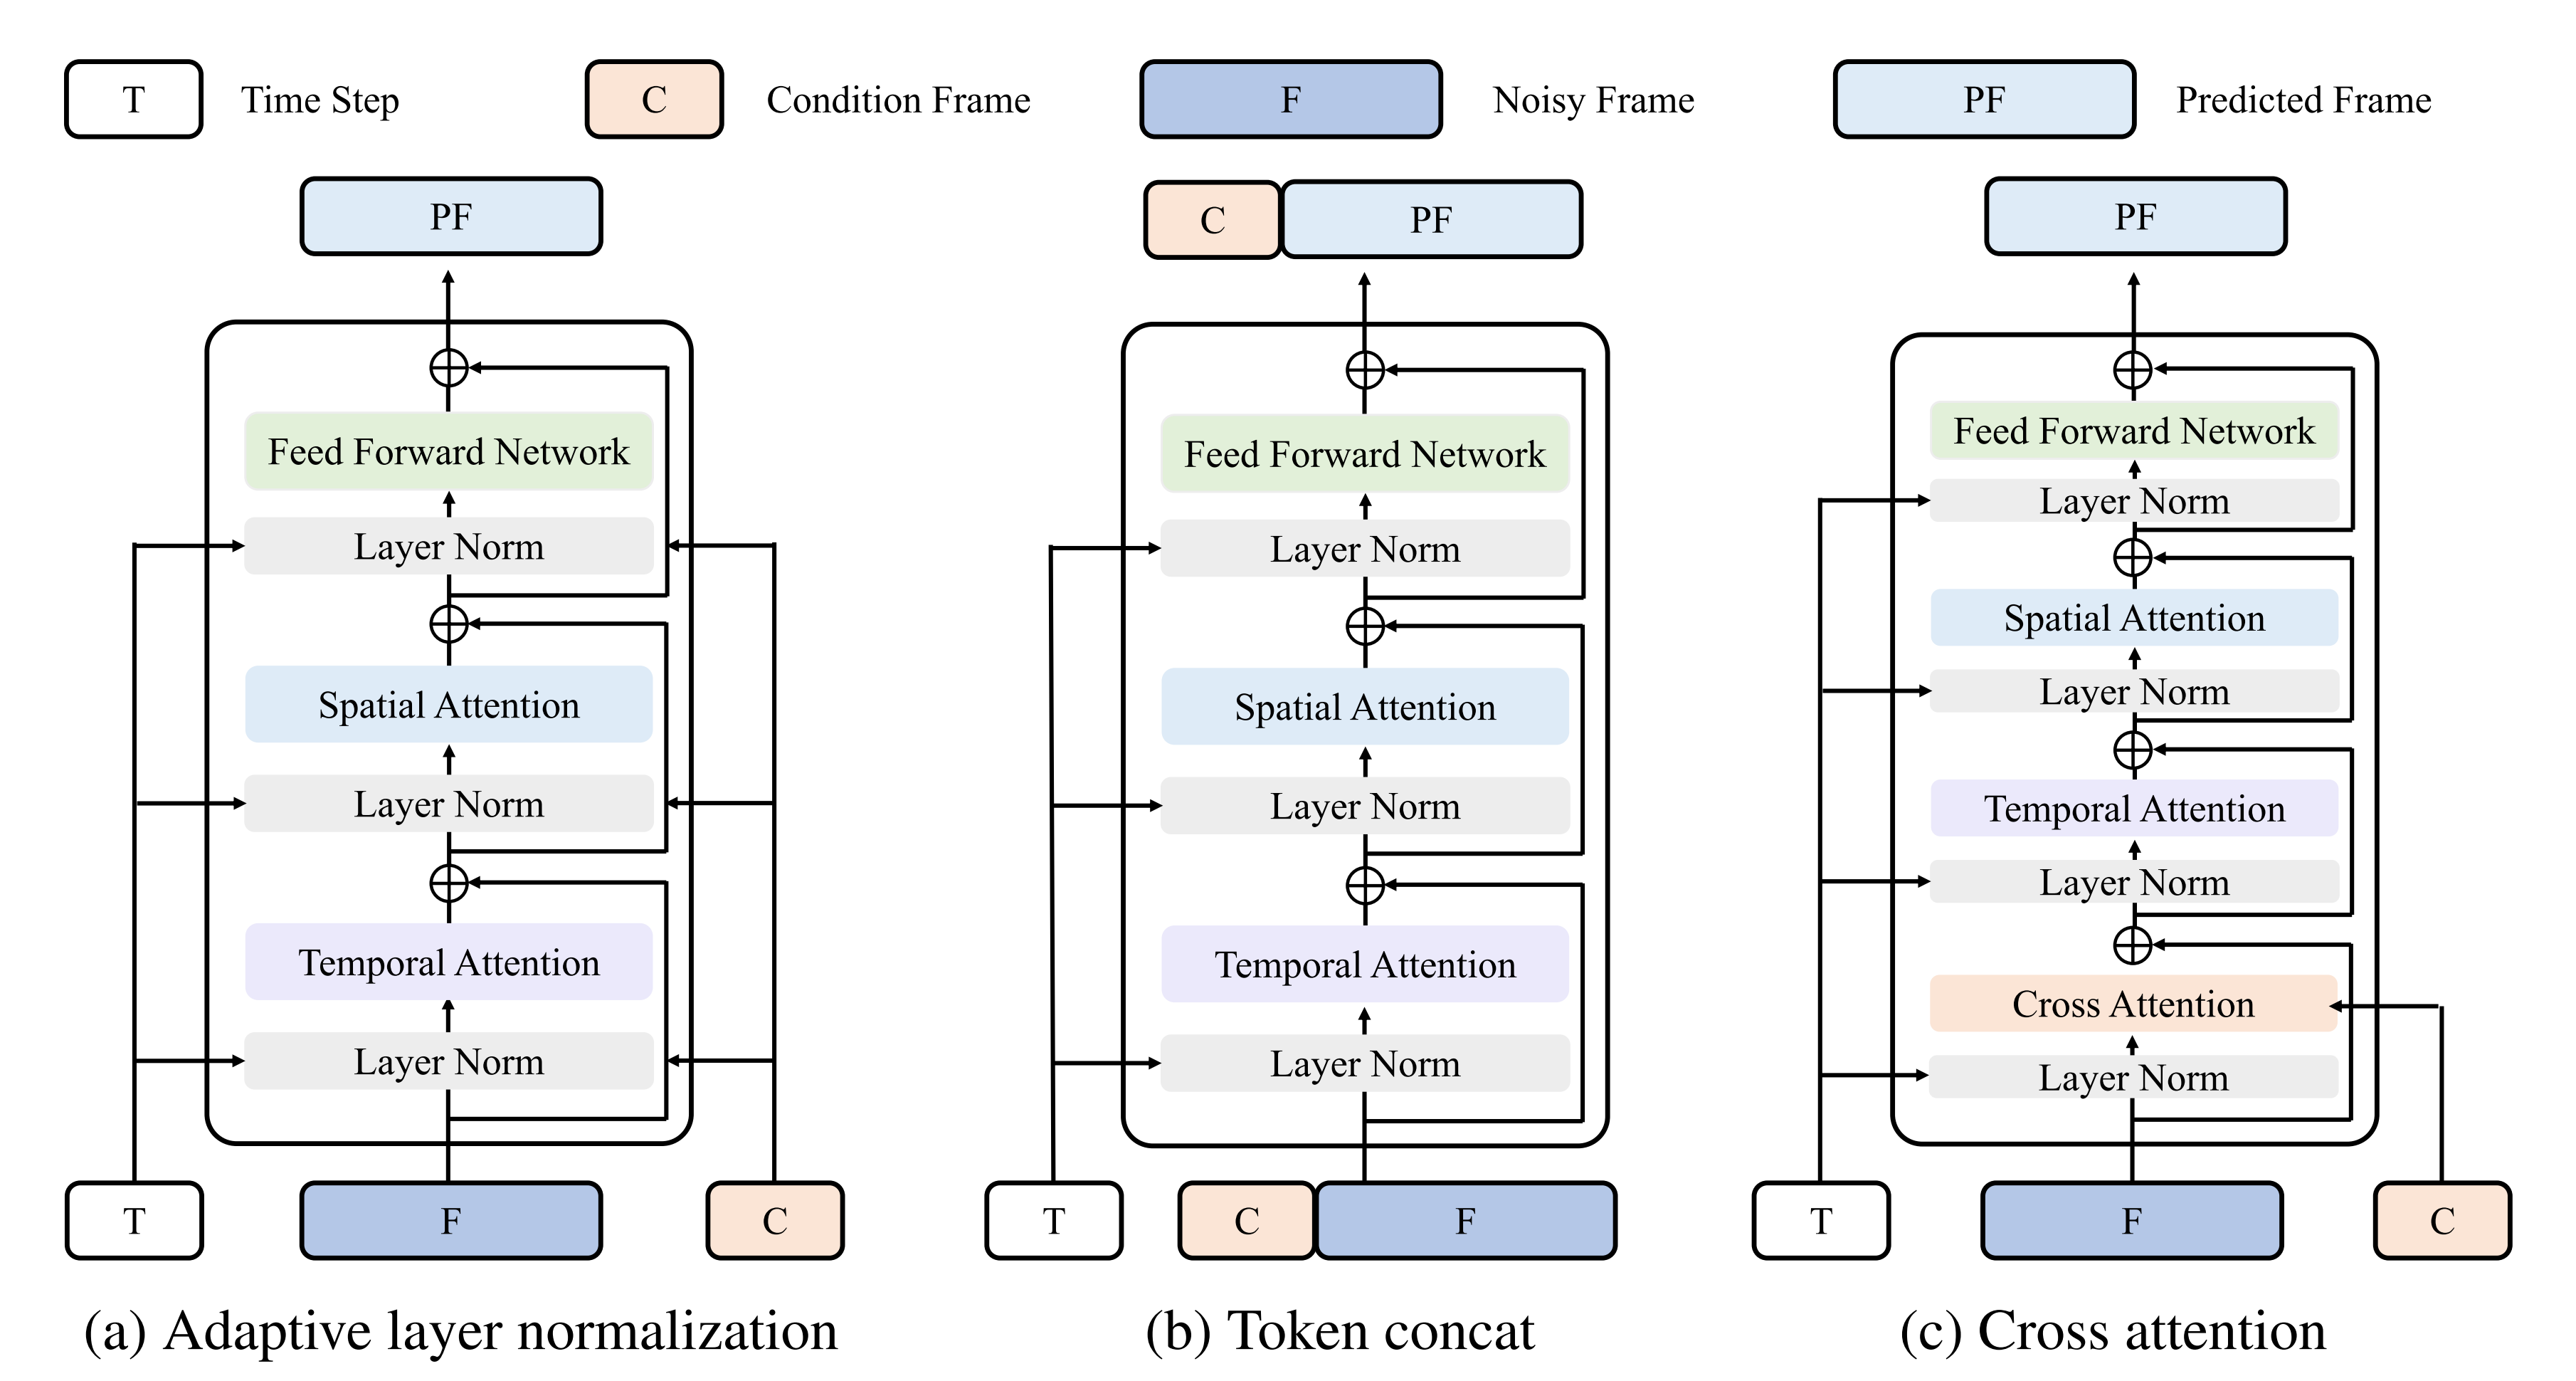 T Time Step C Condition Frame F Noisy Frame PF Predicted Frame
PF
Feed Forward Network
Layer Norm
Spatial Attention
Layer Norm
Temporal Attention
Layer Norm
T F C
(a) Adaptive layer normalization
C PF
Feed Forward Network
Layer Norm
Spatial Attention
Layer Norm
Temporal Attention
Layer Norm
T C F
(b) Token concat
PF
Feed Forward Network
Layer Norm
Spatial Attention
Layer Norm
Temporal Attention
Layer Norm
Cross Attention
Layer Norm
T F C
(c) Cross attention